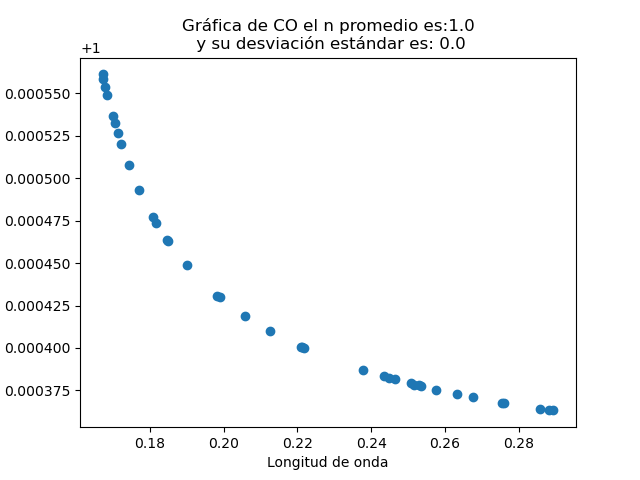 Gráfica de CO el n promedio es:1.0
y su desviación estándar es: 0.0
+1
0.000550
0.000525
0.000500
0.000475
0.000450
0.000425
0.000400
0.000375
0.18 0.20 0.22 0.24 0.26 0.28
Longitud de onda